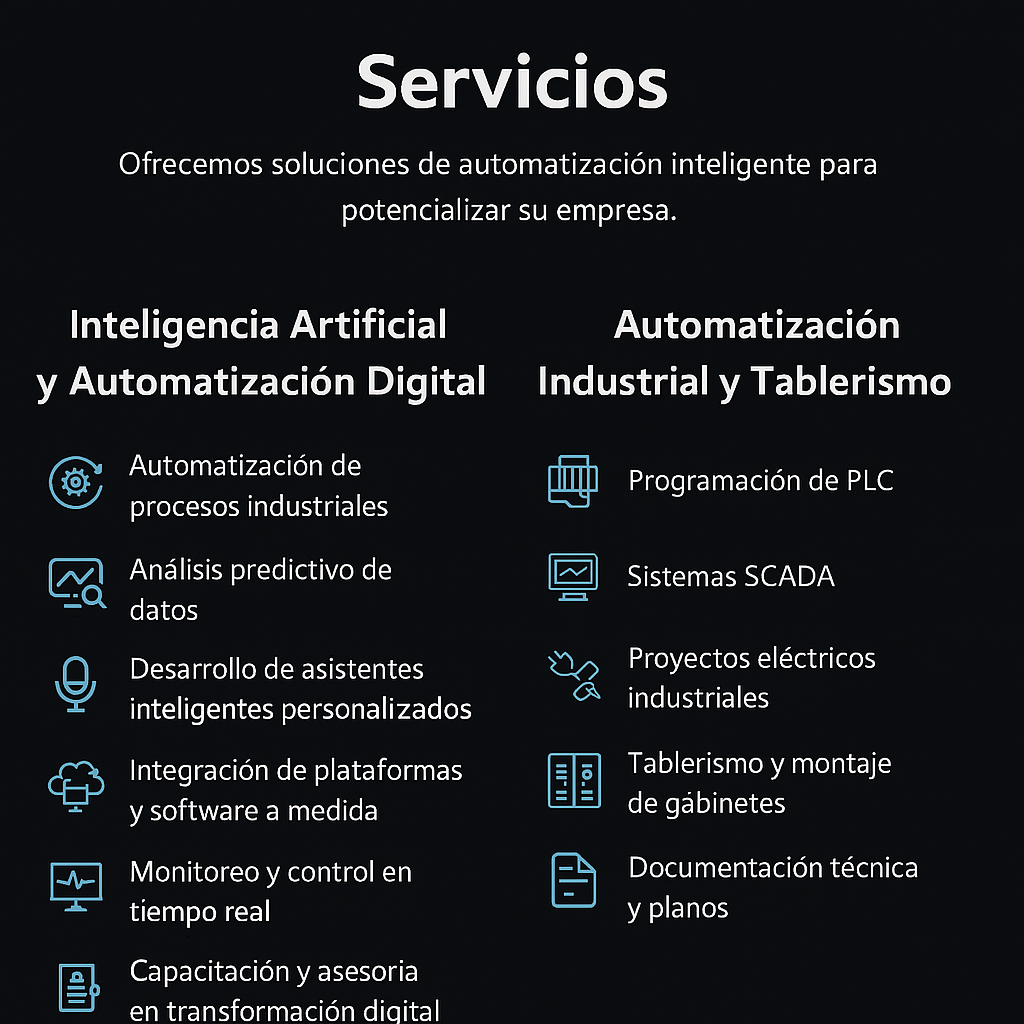 Servicios
Ofrecemos soluciones de automatización inteligente para
potencializar su empresa.
Inteligencia Artificial
y Automatización Digital
Automatización de
procesos industriales
Análisis predictivo de
datos
Desarrollo de asistentes
inteligentes personalizados
Integración de plataformas
y software a medida
Monitoreo y control en
tiempo real
Capacitación y asesoria
en transformación digital
Automatización
Industrial y Tablerismo
Programación de PLC
Sistemas SCADA
Proyectos eléctricos
industriales
Tablerismo y montaje
de gábinetes
Documentación técnica
y planos